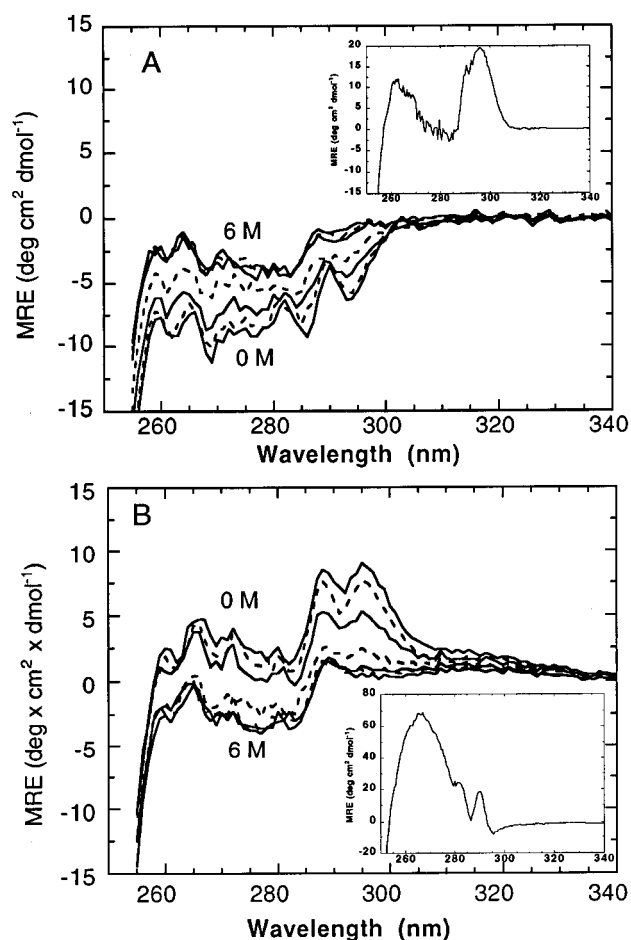 A
15
10
5
0
-5
-10
-15
MRE (deg cm² dmol⁻¹)
6 M
0 M
260 280 300 320 340
Wavelength (nm)
20
15
10
5
0
-5
-10
-15
MRE (deg cm² dmol⁻¹)
260 280 300 320 340
B
15
10
5
0
-5
-10
-15
MRE (deg x cm² x dmol⁻¹)
0 M
6 M
260 280 300 320 340
Wavelength (nm)
80
60
40
20
0
-20
MRE (deg cm² dmol⁻¹)
260 280 300 320 340